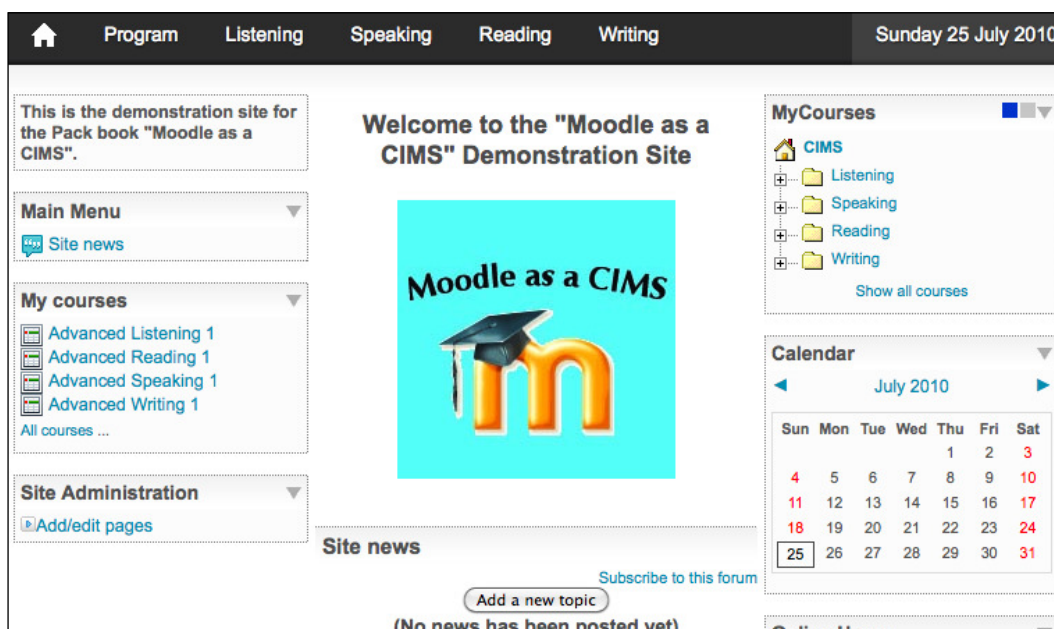 Program Listening Speaking Reading Writing Sunday 25 July 2010
This is the demonstration site for
the Pack book "Moodle as a
CIMS".
Main Menu
Site news
My courses
Advanced Listening 1
Advanced Reading 1
Advanced Speaking 1
Advanced Writing 1
All courses ...
Site Administration
Add/edit pages
Welcome to the "Moodle as a
CIMS" Demonstration Site
Moodle as a CIMS
m
Site news
Subscribe to this forum
Add a new topic
(No news has been posted yet)
MyCourses
CIMS
Listening
Speaking
Reading
Writing
Show all courses
Calendar
July 2010
Sun Mon Tue Wed Thu Fri Sat
1 2 3
4 5 6 7 8 9 10
11 12 13 14 15 16 17
18 19 20 21 22 23 24
25 26 27 28 29 30 31